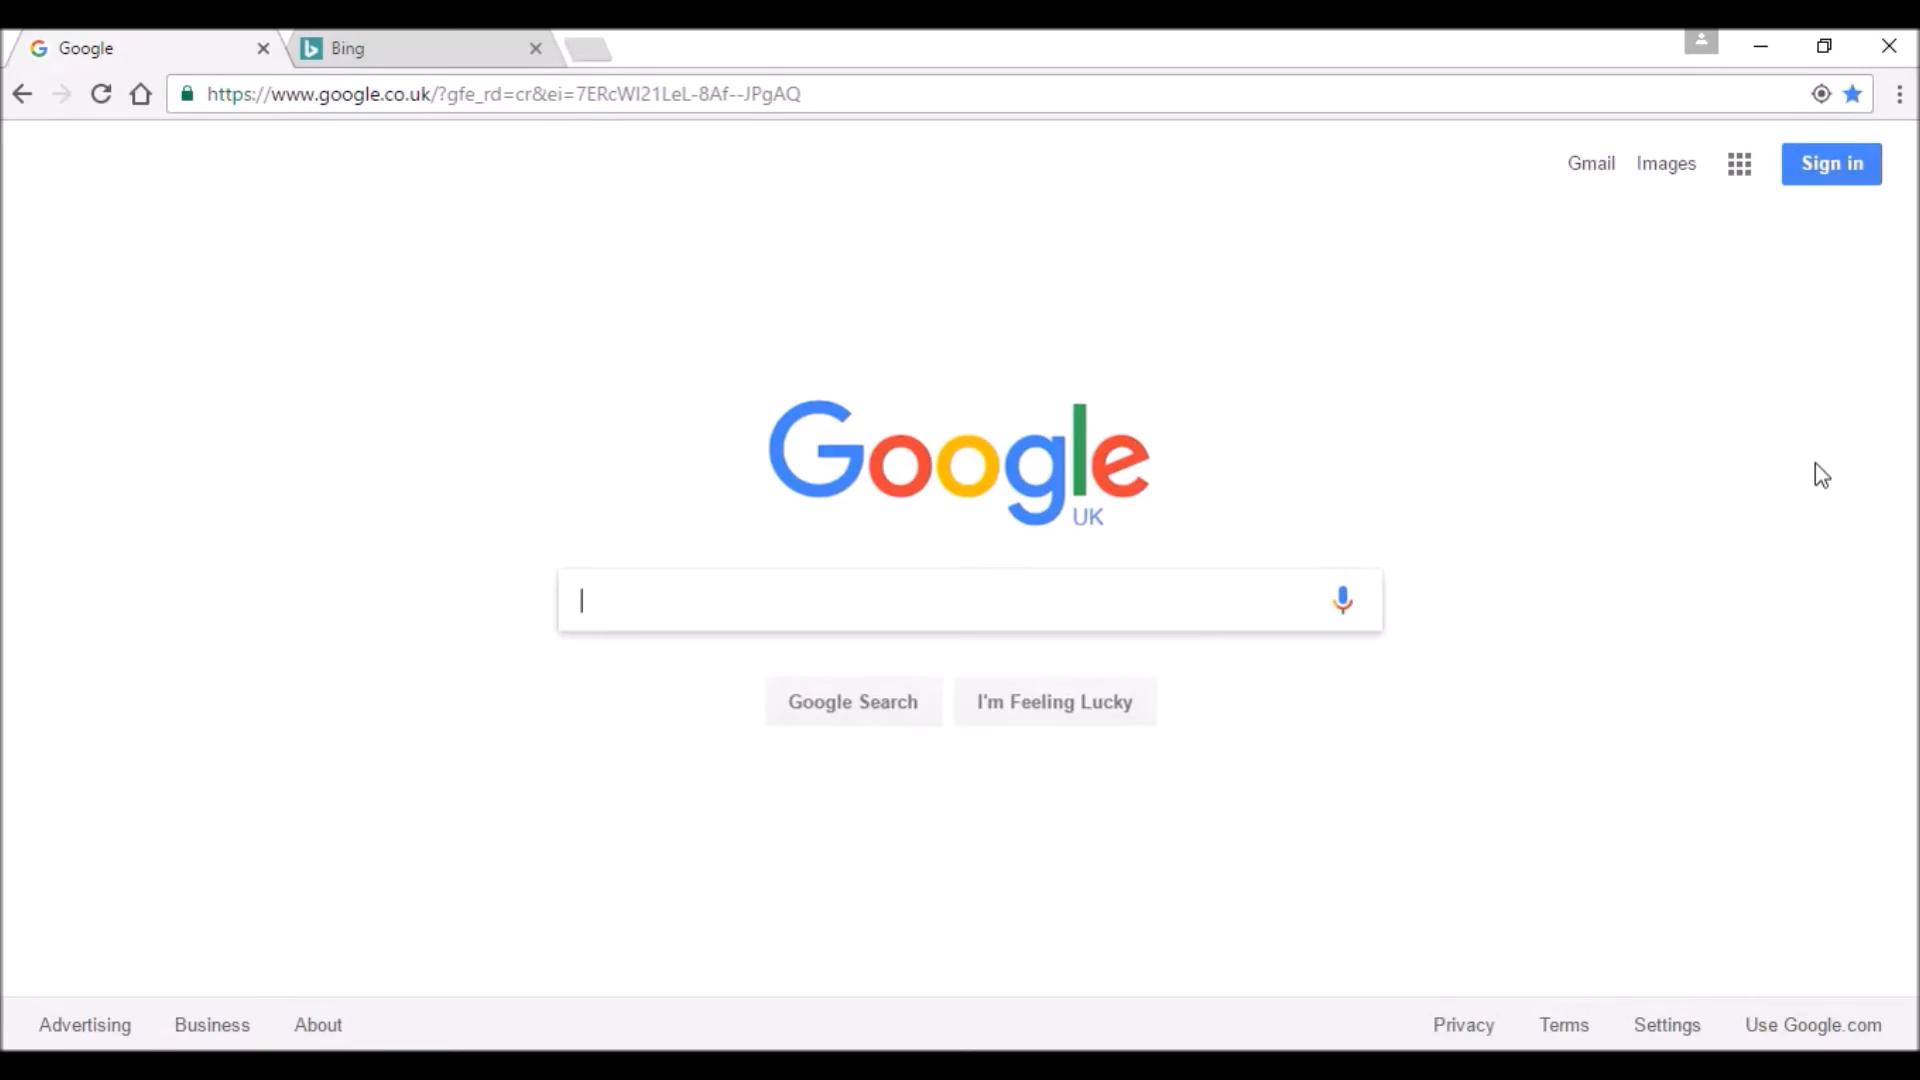 Google
Bing
https://www.google.co.uk/?gfe_rd=cr&ei=7ERcWI21LeL-8Af--JPgAQ
Gmail Images Sign in
Google
UK
Google Search I'm Feeling Lucky
Advertising Business About Privacy Terms Settings Use Google.com